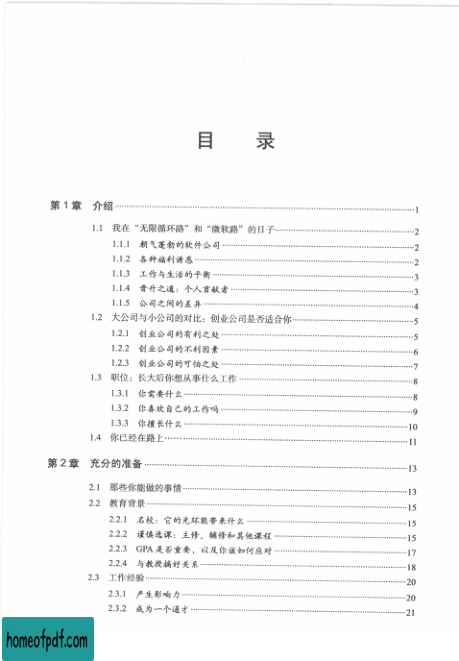 目 录
第1章 介绍 1
1.1 我在“无限循环路”和“微软路”的日子 2
1.1.1 朝气蓬勃的软件公司 2
1.1.2 各种福利诱惑 2
1.1.3 工作与生活的平衡 3
1.1.4 晋升之道：个人贡献者 3
1.1.5 公司之间的差异 4
1.2 大公司与小公司的对比：创业公司是否适合你 5
1.2.1 创业公司的有利之处 5
1.2.2 创业公司的不利因素 6
1.2.3 创业公司的可怕之处 7
1.3 职位：长大后你想从事什么工作 8
1.3.1 你需要什么 8
1.3.2 你喜欢自己的工作吗 9
1.3.3 你擅长什么 10
1.4 你已经在路上 11
第2章 充分的准备 13
2.1 那些你能做的事情 13
2.2 教育背景 15
2.2.1 名校：它的光环能带来什么 15
2.2.2 谨慎选课：主修、辅修和其他课程 15
2.2.3 GPA是否重要，以及你该如何应对 17
2.2.4 与教授搞好关系 18
2.3 工作经验 20
2.3.1 产生影响力 20
2.3.2 成为一个通才 21
homeofpdf.com